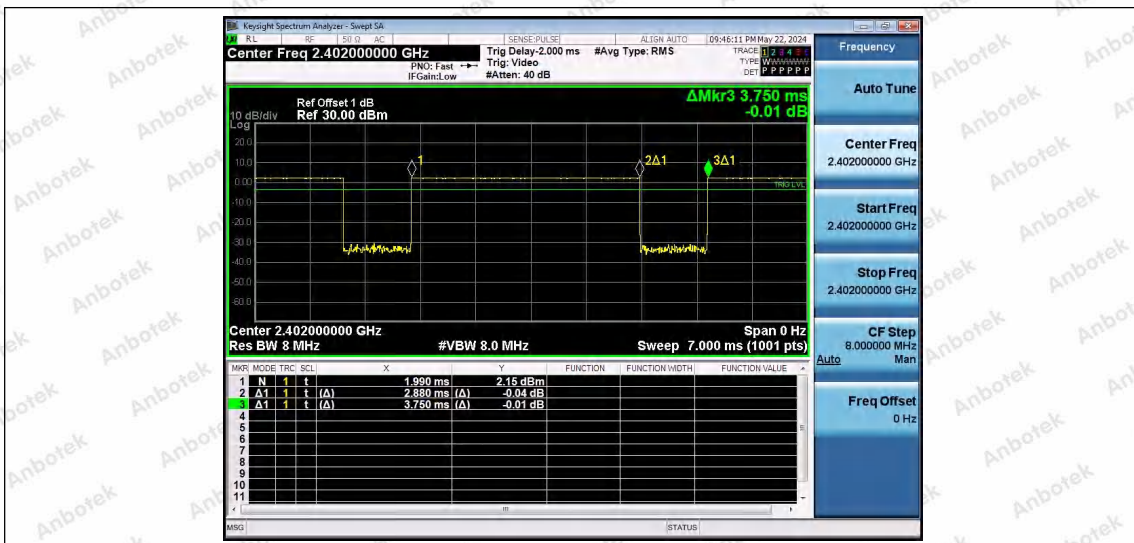 Keysight Spectrum Analyzer - Swept SA
RL RF 50 Ω AC SENSE:PULSE ALIGN AUTO 09:46:11 PM May 22, 2024
Center Freq 2.402000000 GHz
PNO: Fast
IFGain:Low
Trig Delay-2.000 ms
Trig: Video
#Atten: 40 dB
#Avg Type: RMS
TRACE 1 2 3 4 5 6
TYPE WWWWWW
DET P P P P P P
ΔMkr3 3.750 ms
-0.01 dB
Ref Offset 1 dB
10 dB/div Ref 30.00 dBm
Log
20.0
10.0
0.00
-10.0
-20.0
-30.0
-40.0
-50.0
-60.0
1
2Δ1
3Δ1
TRIG LVL
Center 2.402000000 GHz Span 0 Hz
Res BW 8 MHz #VBW 8.0 MHz Sweep 7.000 ms (1001 pts)
MKR MODE TRC SCL X Y FUNCTION FUNCTION WIDTH FUNCTION VALUE
1 N 1 t 1.990 ms 2.15 dBm
2 Δ1 1 t (Δ) 2.880 ms (Δ) -0.04 dB
3 Δ1 1 t (Δ) 3.750 ms (Δ) -0.01 dB
4
5
6
7
8
9
10
11
MSG STATUS
Frequency
Auto Tune
Center Freq
2.402000000 GHz
Start Freq
2.402000000 GHz
Stop Freq
2.402000000 GHz
CF Step
8.000000 MHz
Auto Man
Freq Offset
0 Hz
Anbotek